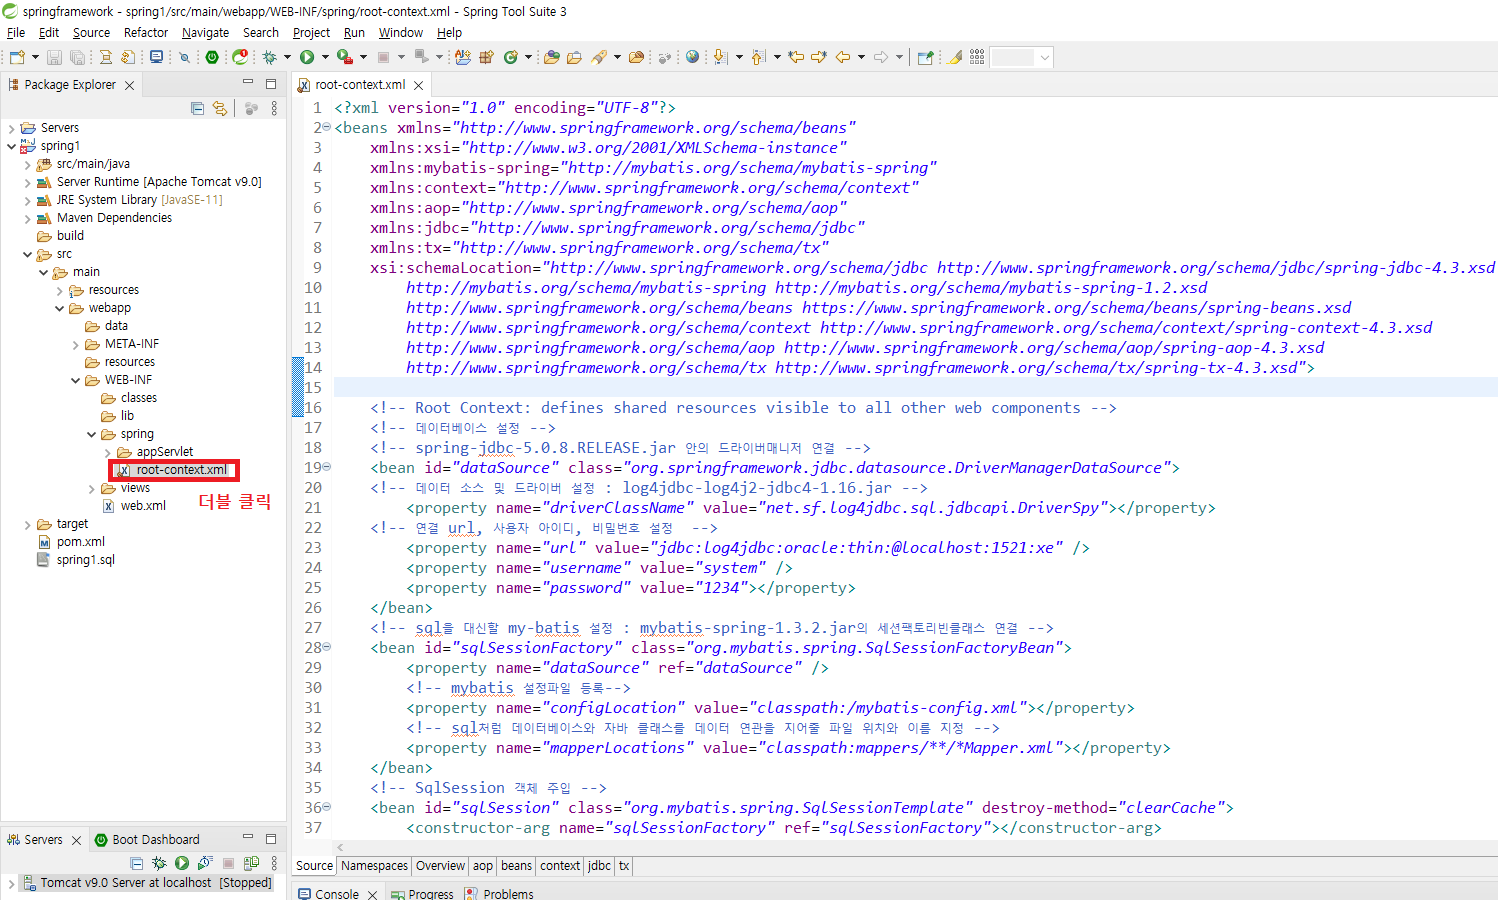 springframework - spring1/src/main/webapp/WEB-INF/spring/root-context.xml - Spring Tool Suite 3
File Edit Source Refactor Navigate Search Project Run Window Help
Package Explorer
Servers
spring1
src/main/java
Server Runtime [Apache Tomcat v9.0]
JRE System Library [JavaSE-11]
Maven Dependencies
build
src
main
resources
webapp
data
META-INF
resources
WEB-INF
classes
lib
spring
appServlet
root-context.xml
views
더블 클릭
web.xml
target
pom.xml
spring1.sql
Servers Boot Dashboard
Tomcat v9.0 Server at localhost [Stopped]
root-context.xml
1 <?xml version="1.0" encoding="UTF-8"?>
2 <beans xmlns="http://www.springframework.org/schema/beans"
3 xmlns:xsi="http://www.w3.org/2001/XMLSchema-instance"
4 xmlns:mybatis-spring="http://mybatis.org/schema/mybatis-spring"
5 xmlns:context="http://www.springframework.org/schema/context"
6 xmlns:aop="http://www.springframework.org/schema/aop"
7 xmlns:jdbc="http://www.springframework.org/schema/jdbc"
8 xmlns:tx="http://www.springframework.org/schema/tx"
9 xsi:schemaLocation="http://www.springframework.org/schema/jdbc http://www.springframework.org/schema/jdbc/spring-jdbc-4.3.xsd
10 http://mybatis.org/schema/mybatis-spring http://mybatis.org/schema/mybatis-spring-1.2.xsd
11 http://www.springframework.org/schema/beans https://www.springframework.org/schema/beans/spring-beans.xsd
12 http://www.springframework.org/schema/context http://www.springframework.org/schema/context/spring-context-4.3.xsd
13 http://www.springframework.org/schema/aop http://www.springframework.org/schema/aop/spring-aop-4.3.xsd
14 http://www.springframework.org/schema/tx http://www.springframework.org/schema/tx/spring-tx-4.3.xsd">
15
16 <!-- Root Context: defines shared resources visible to all other web components -->
17 <!-- 데이터베이스 설정 -->
18 <!-- spring-jdbc-5.0.8.RELEASE.jar 안의 드라이버매니저 연결 -->
19 <bean id="dataSource" class="org.springframework.jdbc.datasource.DriverManagerDataSource">
20 <!-- 데이터 소스 및 드라이버 설정 : log4jdbc-log4j2-jdbc4-1.16.jar -->
21 <property name="driverClassName" value="net.sf.log4jdbc.sql.jdbcapi.DriverSpy"></property>
22 <!-- 연결 url, 사용자 아이디, 비밀번호 설정 -->
23 <property name="url" value="jdbc:log4jdbc:oracle:thin:@localhost:1521:xe" />
24 <property name="username" value="system" />
25 <property name="password" value="1234"></property>
26 </bean>
27 <!-- sql을 대신할 my-batis 설정 : mybatis-spring-1.3.2.jar의 세션팩토리빈클래스 연결 -->
28 <bean id="sqlSessionFactory" class="org.mybatis.spring.SqlSessionFactoryBean">
29 <property name="dataSource" ref="dataSource" />
30 <!-- mybatis 설정파일 등록-->
31 <property name="configLocation" value="classpath:/mybatis-config.xml"></property>
32 <!-- sql처럼 데이터베이스와 자바 클래스를 데이터 연관을 지어줄 파일 위치와 이름 지정 -->
33 <property name="mapperLocations" value="classpath:mappers/**/*Mapper.xml"></property>
34 </bean>
35 <!-- SqlSession 객체 주입 -->
36 <bean id="sqlSession" class="org.mybatis.spring.SqlSessionTemplate" destroy-method="clearCache">
37 <constructor-arg name="sqlSessionFactory" ref="sqlSessionFactory"></constructor-arg>
Source Namespaces Overview aop beans context jdbc tx
Console Progress Problems